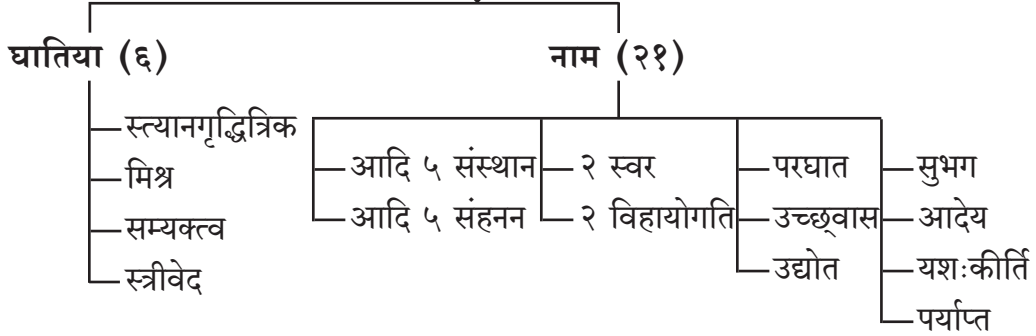 घातिया (६) नाम (२१)
स्त्यानगृद्धित्रिक
मिश्र
सम्यक्त्व
स्त्रीवेद
आदि ५ संस्थान
आदि ५ संहनन
२ स्वर
२ विहायोगति
परघात
उच्छ्वास
उद्योत
सुभग
आदेय
यशःकीर्ति
पर्याप्त